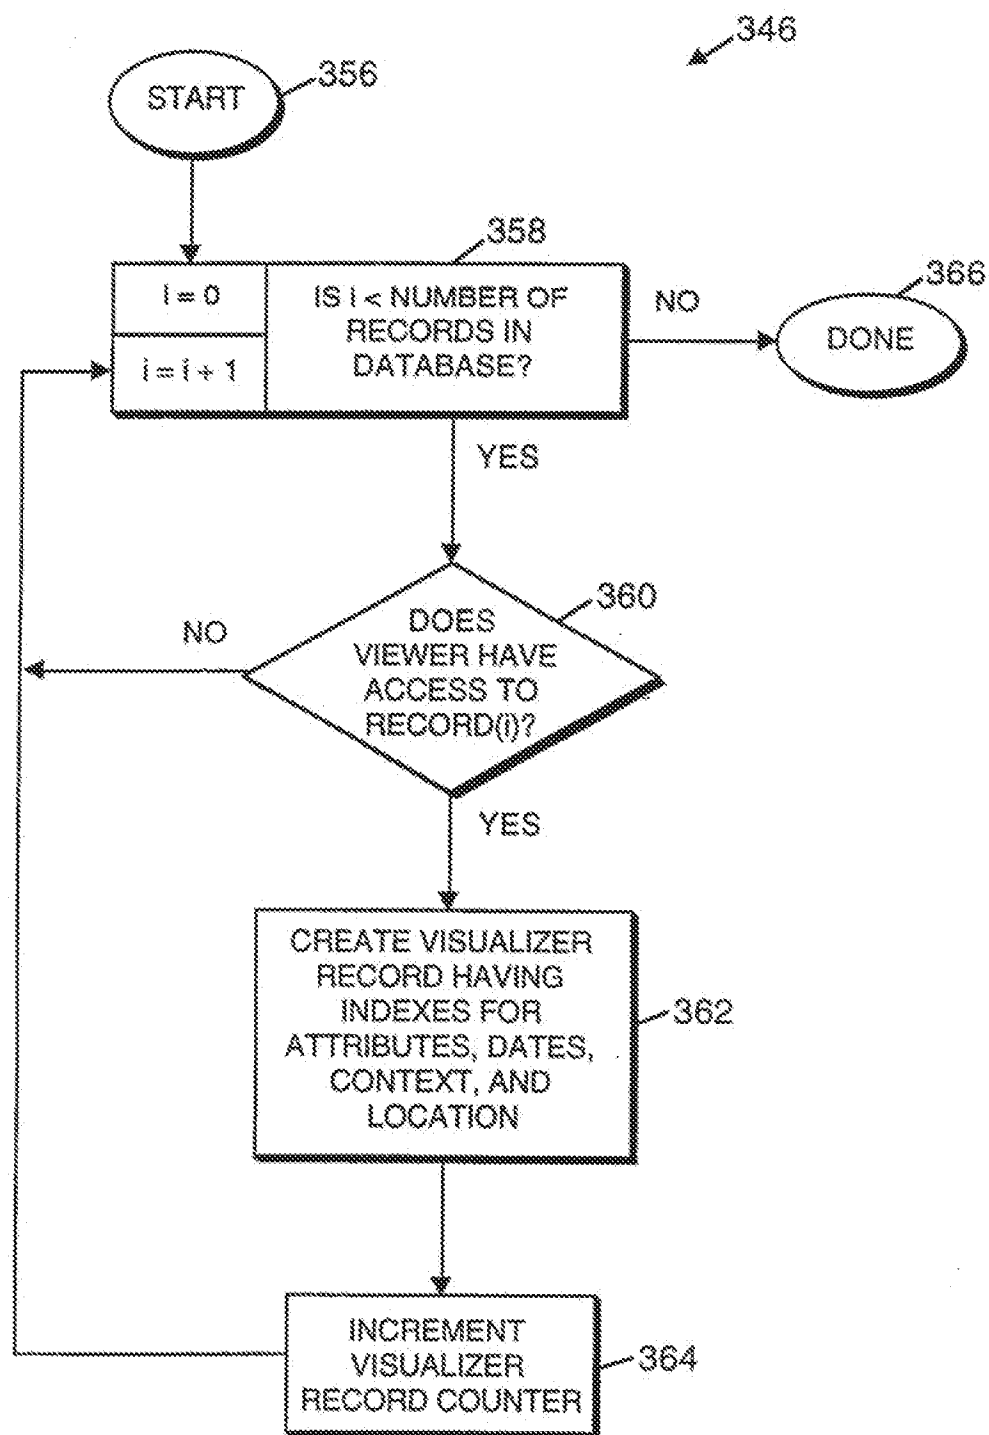 346
START
356
358
i = 0
i = i + 1
IS i < NUMBER OF
RECORDS IN
DATABASE?
NO
366
DONE
YES
360
DOES
VIEWER HAVE
ACCESS TO
RECORD(i)?
NO
YES
CREATE VISUALIZER
RECORD HAVING
INDEXES FOR
ATTRIBUTES, DATES,
CONTEXT, AND
LOCATION
362
INCREMENT
VISUALIZER
RECORD COUNTER
364